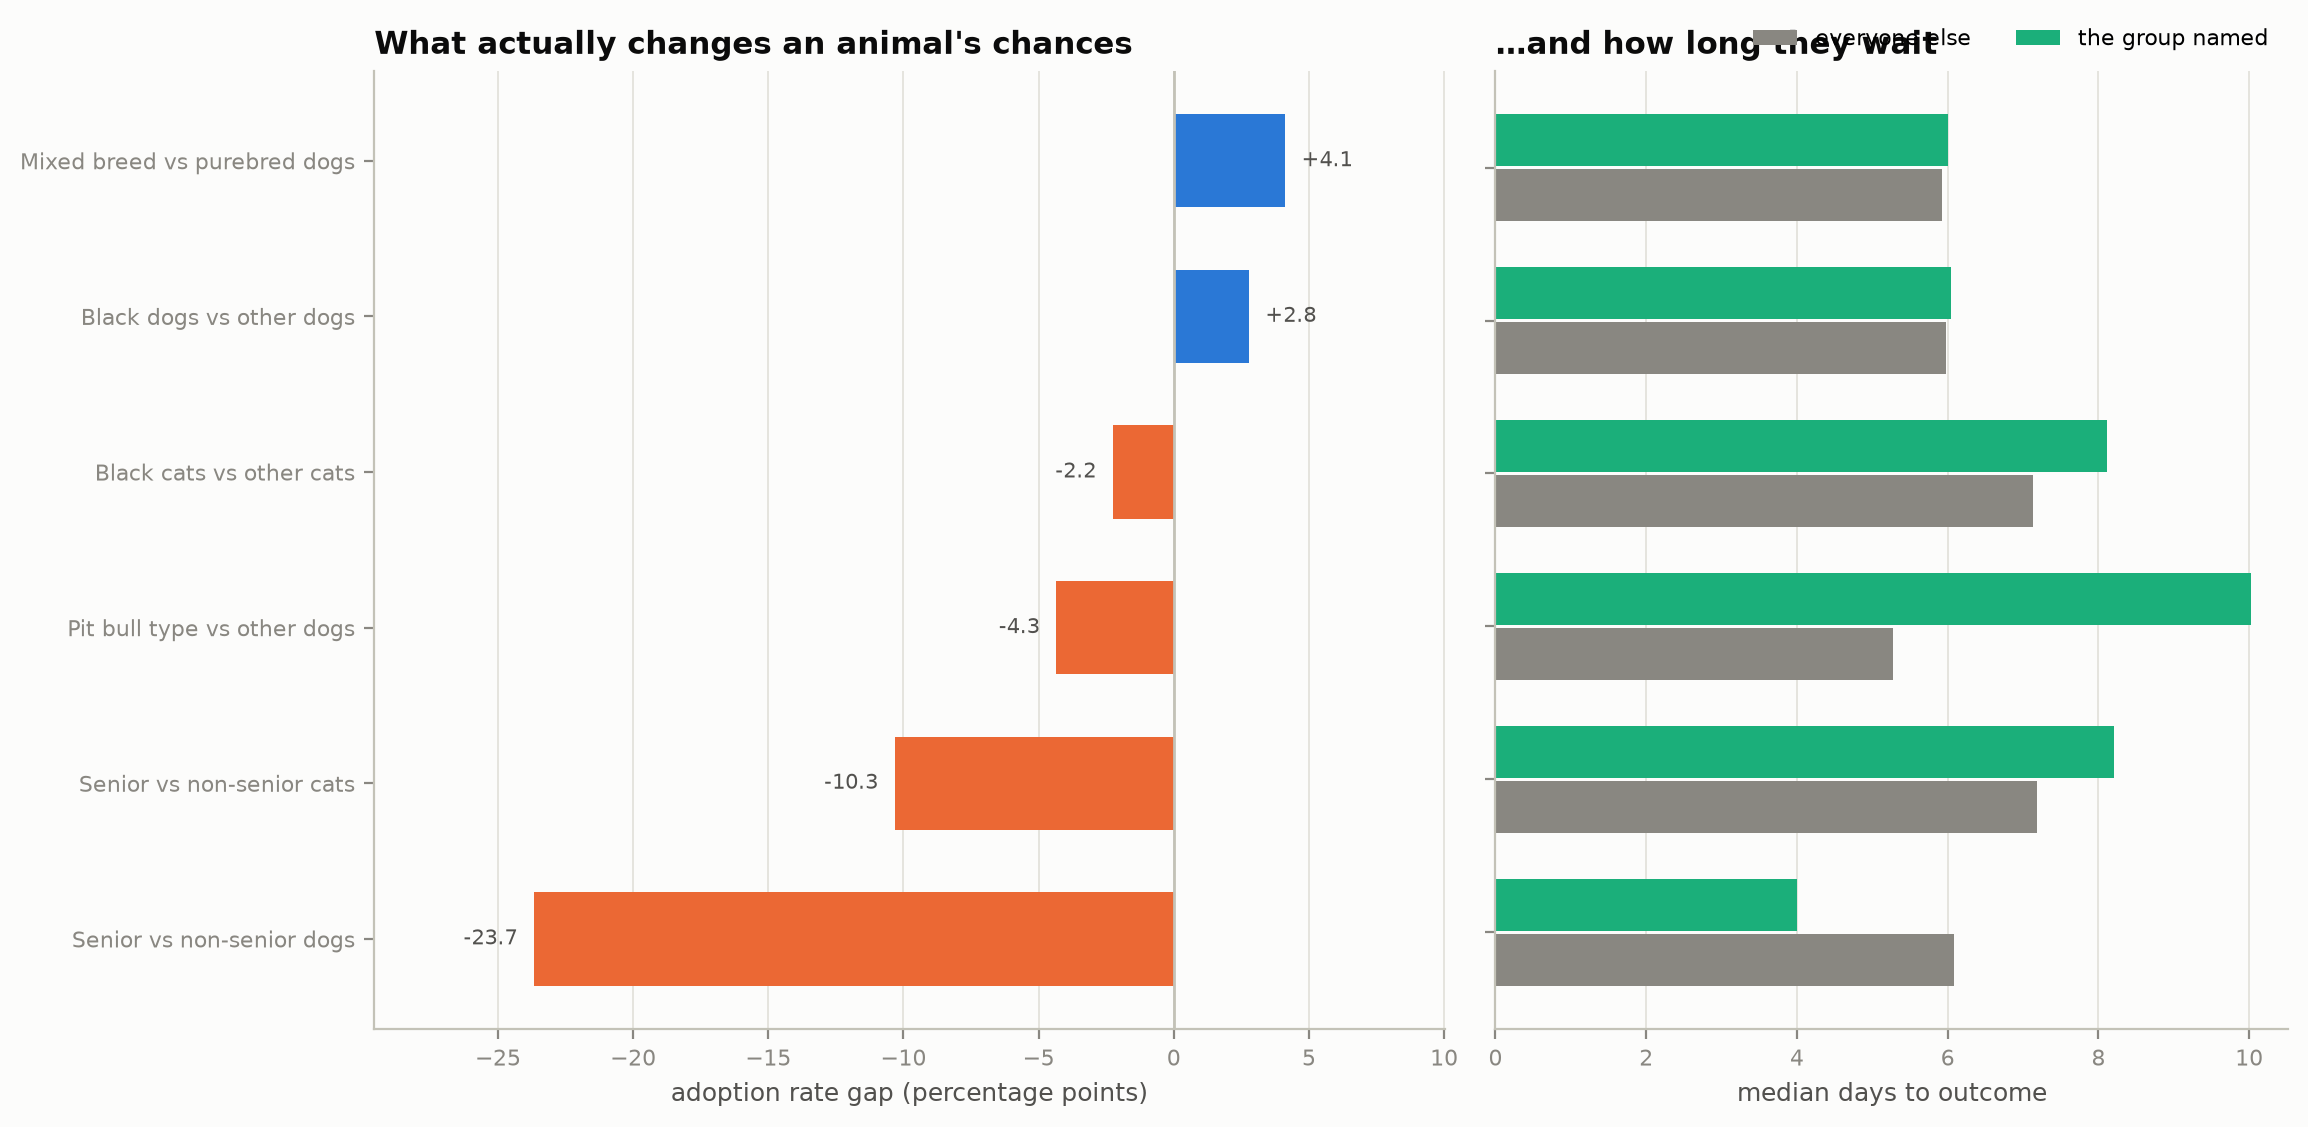 What actually changes an animal's chances
…and how long they wait
everyone else
the group named
Mixed breed vs purebred dogs
+4.1
Black dogs vs other dogs
+2.8
Black cats vs other cats
-2.2
Pit bull type vs other dogs
-4.3
Senior vs non-senior cats
-10.3
Senior vs non-senior dogs
-23.7
−25 −20 −15 −10 −5 0 5 10
0 2 4 6 8 10
adoption rate gap (percentage points)
median days to outcome